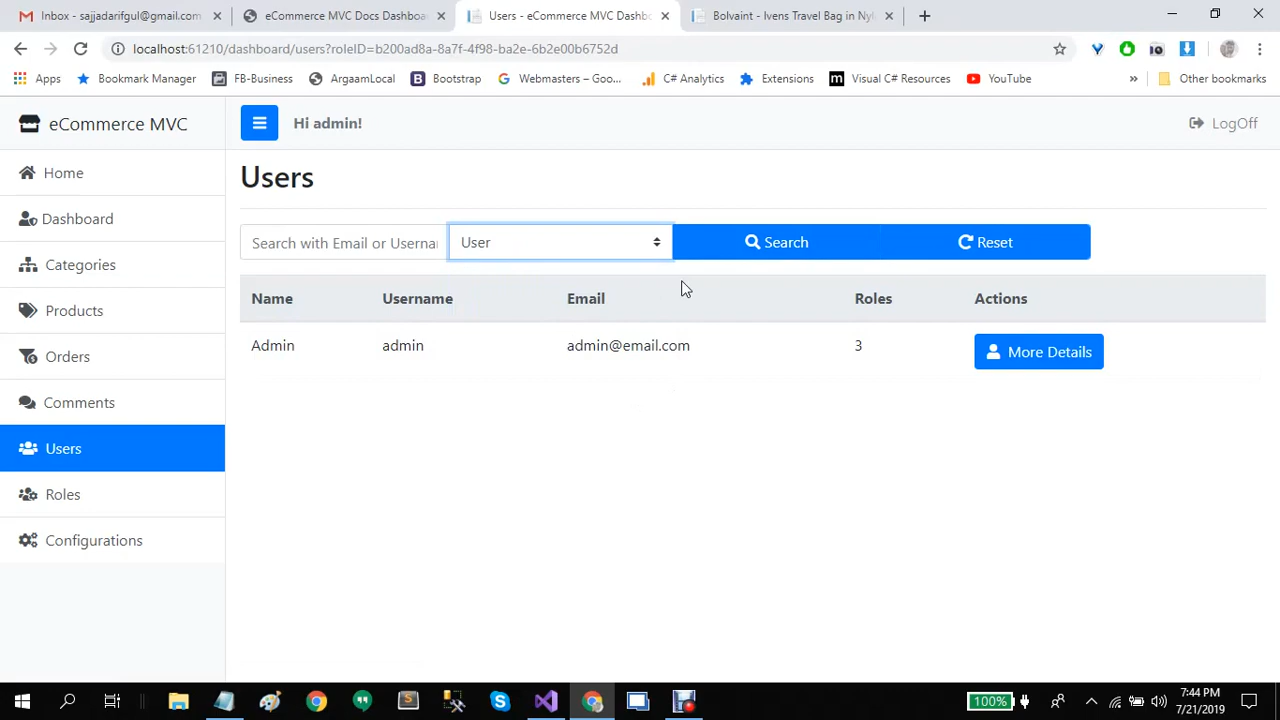 Inbox - sajjadarifgul@gmail.com
eCommerce MVC Docs Dashboa
Users - eCommerce MVC Dashbo
Bolvaint - Ivens Travel Bag in Nyl
localhost:61210/dashboard/users?roleID=b200ad8a-8a7f-4f98-ba2e-6b2e00b6752d
Apps
Bookmark Manager
FB-Business
ArgaamLocal
Bootstrap
Webmasters – Goo...
C# Analytics
Extensions
Visual C# Resources
YouTube
»
Other bookmarks
eCommerce MVC
Hi admin!
LogOff
Home
Dashboard
Categories
Products
Orders
Comments
Users
Roles
Configurations
Users
Search with Email or Userna
User
Search
Reset
Name Username Email Roles Actions
Admin admin admin@email.com 3 More Details
100%
7:44 PM
7/21/2019